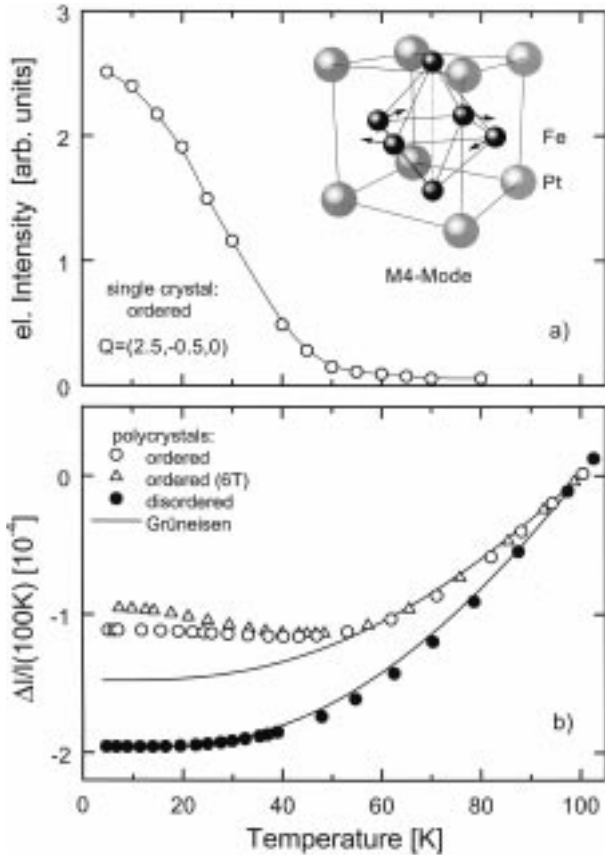 3
2
1
0
el. Intensity [arb. units]
Fe
Pt
M4-Mode
single crystal:
ordered
Q=(2.5,-0.5,0)
a)
polycrystals:
ordered
ordered (6T)
disordered
Grüneisen
0
-1
-2
Δl/l(100K) [10⁻⁴]
b)
0 20 40 60 80 100
Temperature [K]